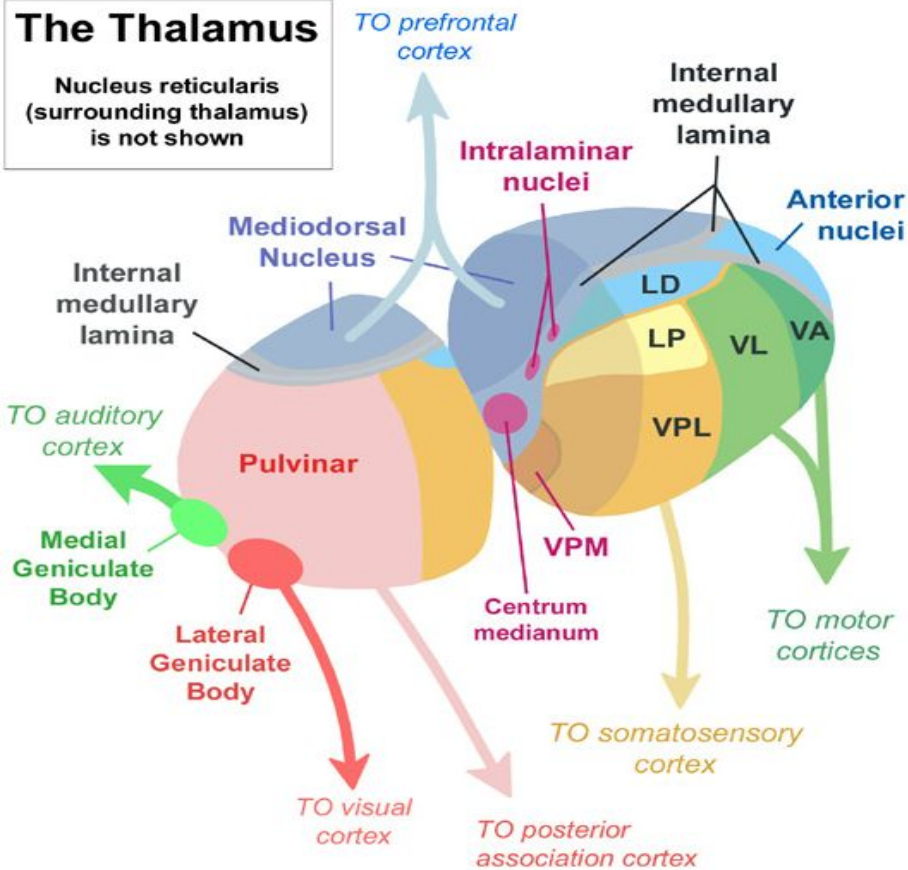 The Thalamus
Nucleus reticularis
(surrounding thalamus)
is not shown
TO prefrontal
cortex
Internal
medullary
lamina
Intralaminar
nuclei
Anterior
nuclei
Mediodorsal
Nucleus
Internal
medullary
lamina
LD
LP
VL
VA
TO auditory
cortex
VPL
Pulvinar
Medial
Geniculate
Body
VPM
Centrum
medianum
TO motor
cortices
Lateral
Geniculate
Body
TO somatosensory
cortex
TO visual
cortex
TO posterior
association cortex